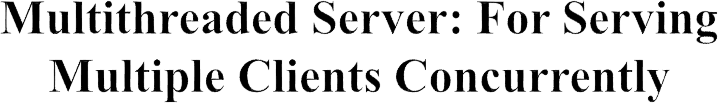 Multithreaded Server: For Serving
Multiple Clients Concurrently